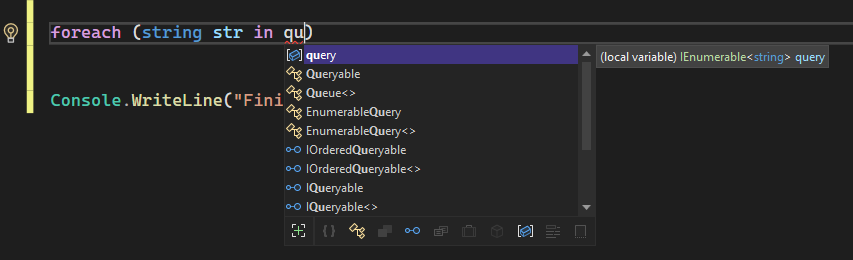 foreach (string str in qu)
query
(local variable) IEnumerable<string> query
Queryable
Queue<>
Console.WriteLine("Fini
EnumerableQuery
EnumerableQuery<>
IOrderedQueryable
IOrderedQueryable<>
IQueryable
IQueryable<>